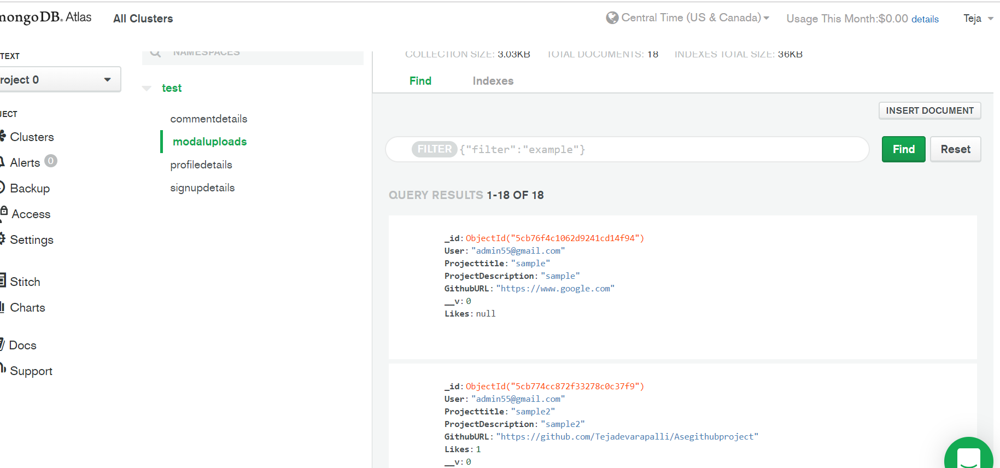 mongoDB. Atlas
All Clusters
Central Time (US & Canada)
Usage This Month:$0.00 details
Teja
TEXT
roject 0
JECT
Clusters
Alerts 0
Backup
Access
Settings
Stitch
Charts
Docs
Support
NAMESPACES
test
commentdetails
modaluploads
profiledetails
signupdetails
COLLECTION SIZE: 3.03KB TOTAL DOCUMENTS: 18 INDEXES TOTAL SIZE: 36KB
Find Indexes
INSERT DOCUMENT
FILTER {"filter":"example"}
Find Reset
QUERY RESULTS 1-18 OF 18
_id: ObjectId("5cb76f4c1062d9241cd14f94")
User: "admin55@gmail.com"
Projecttitle: "sample"
ProjectDescription: "sample"
GithubURL: "https://www.google.com"
__v: 0
Likes: null
_id: ObjectId("5cb774cc872f33278c0c37f9")
User: "admin55@gmail.com"
Projecttitle: "sample2"
ProjectDescription: "sample2"
GithubURL: "https://github.com/Tejadevarapalli/Asegithubproject"
Likes: 1
__v: 0